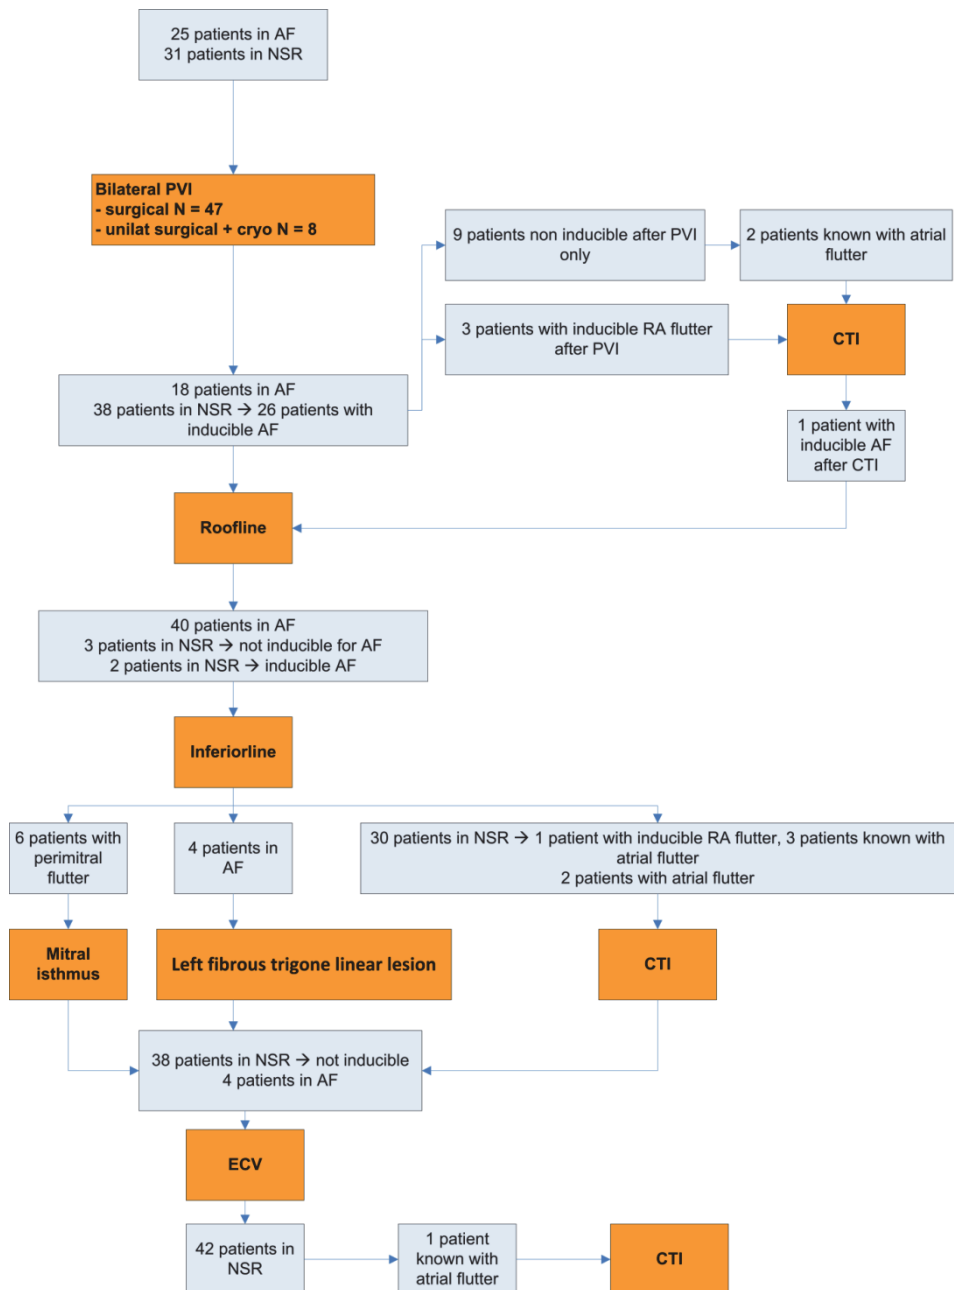 25 patients in AF
31 patients in NSR
Bilateral PVI
- surgical N = 47
- unilat surgical + cryo N = 8
9 patients non inducible after PVI
only
2 patients known with atrial
flutter
3 patients with inducible RA flutter
after PVI
CTI
18 patients in AF
38 patients in NSR → 26 patients with
inducible AF
1 patient with
inducible AF
after CTI
Roofline
40 patients in AF
3 patients in NSR → not inducible for AF
2 patients in NSR → inducible AF
Inferiorline
6 patients with
perimitral
flutter
4 patients in
AF
30 patients in NSR → 1 patient with inducible RA flutter, 3 patients known with
atrial flutter
2 patients with atrial flutter
Mitral
isthmus
Left fibrous trigone linear lesion
CTI
38 patients in NSR → not inducible
4 patients in AF
ECV
42 patients in
NSR
1 patient
known with
atrial flutter
CTI